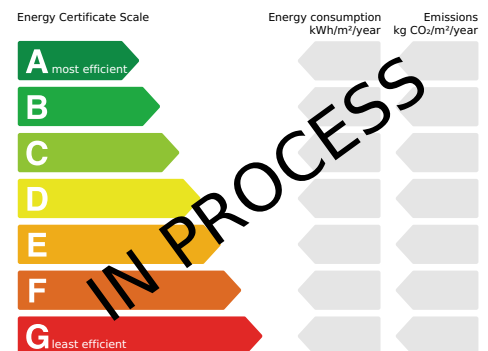 Energy Certificate Scale
Energy consumption
kWh/m²/year
Emissions
kg CO₂/m²/year
A most efficient
B
C
D
E
F
G least efficient
IN PROCESS